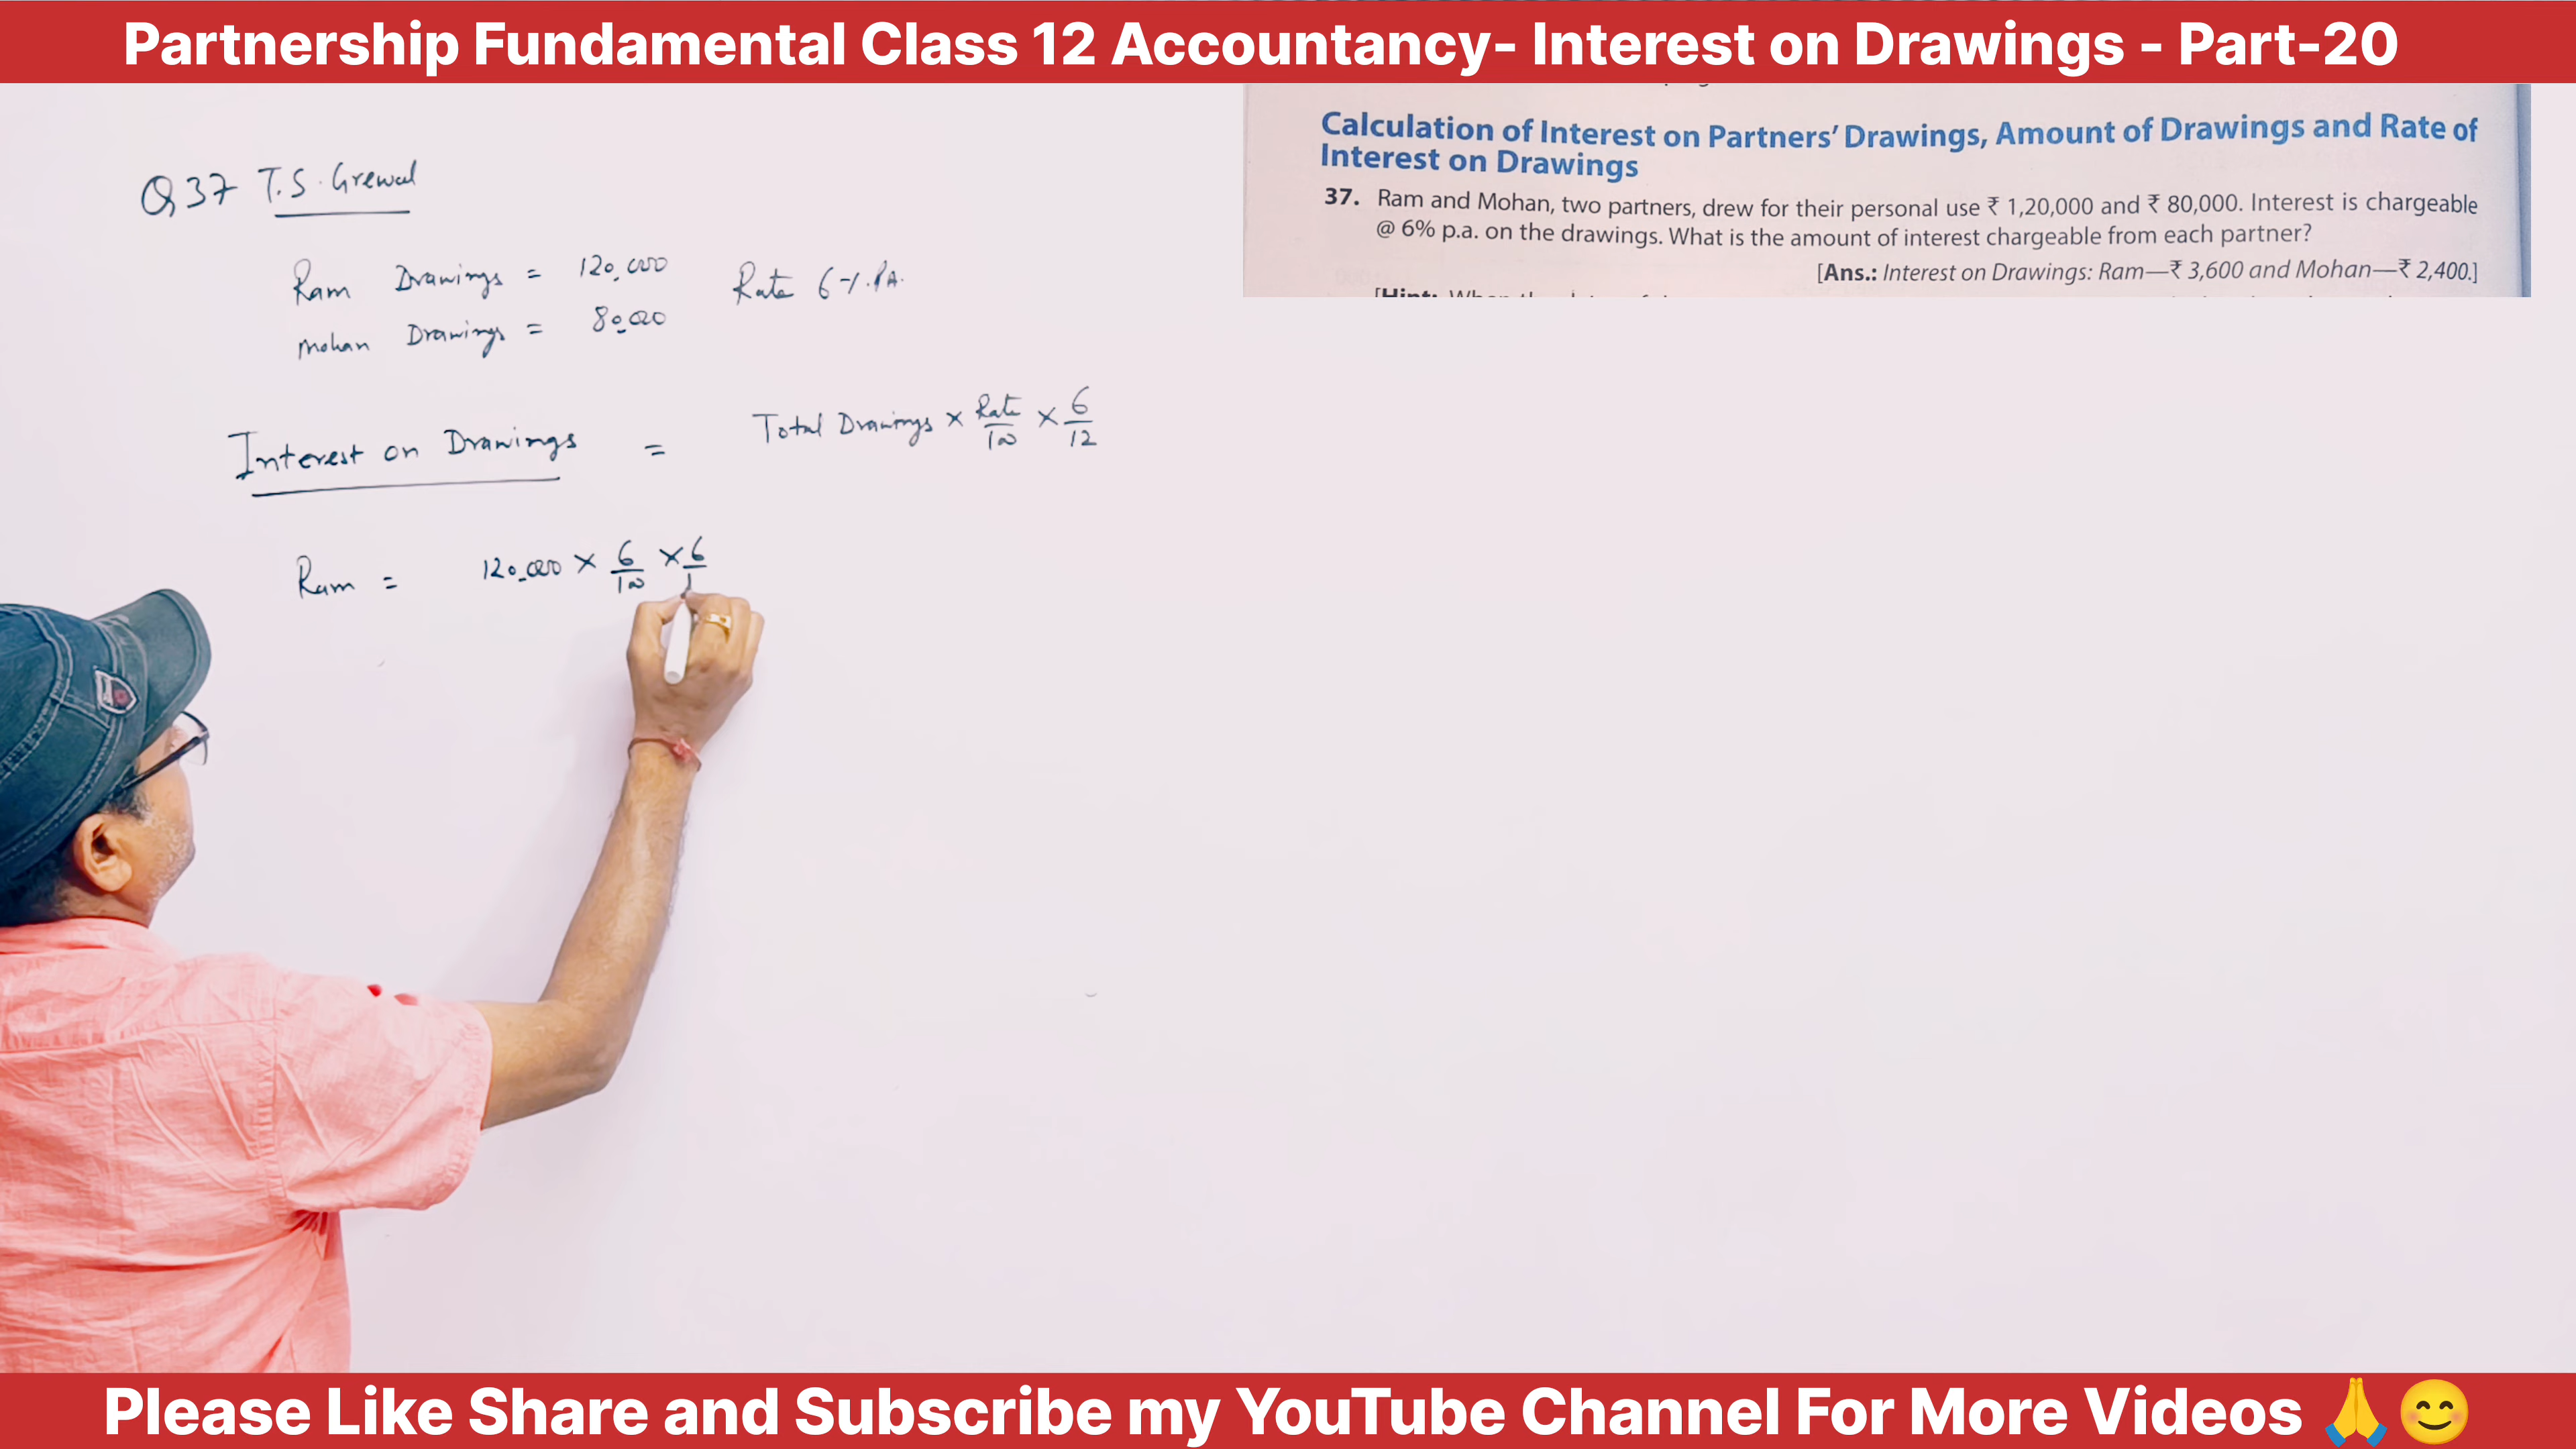 Partnership Fundamental Class 12 Accountancy- Interest on Drawings - Part-20
Calculation of Interest on Partners' Drawings, Amount of Drawings and Rate of
Interest on Drawings
37. Ram and Mohan, two partners, drew for their personal use ₹ 1,20,000 and ₹ 80,000. Interest is chargeable
@ 6% p.a. on the drawings. What is the amount of interest chargeable from each partner?
[Ans.: Interest on Drawings: Ram—₹ 3,600 and Mohan—₹ 2,400.]
[Hint:
Q 37 T.S. Grewal
Ram Drawings = 120,000 Rate 6%. PA.
Mohan Drawings = 80,000
Interest on Drawings = Total Drawings × Rate/100 × 6/12
Ram = 120,000 × 6/100 × 6/1
Please Like Share and Subscribe my YouTube Channel For More Videos 🙏😊